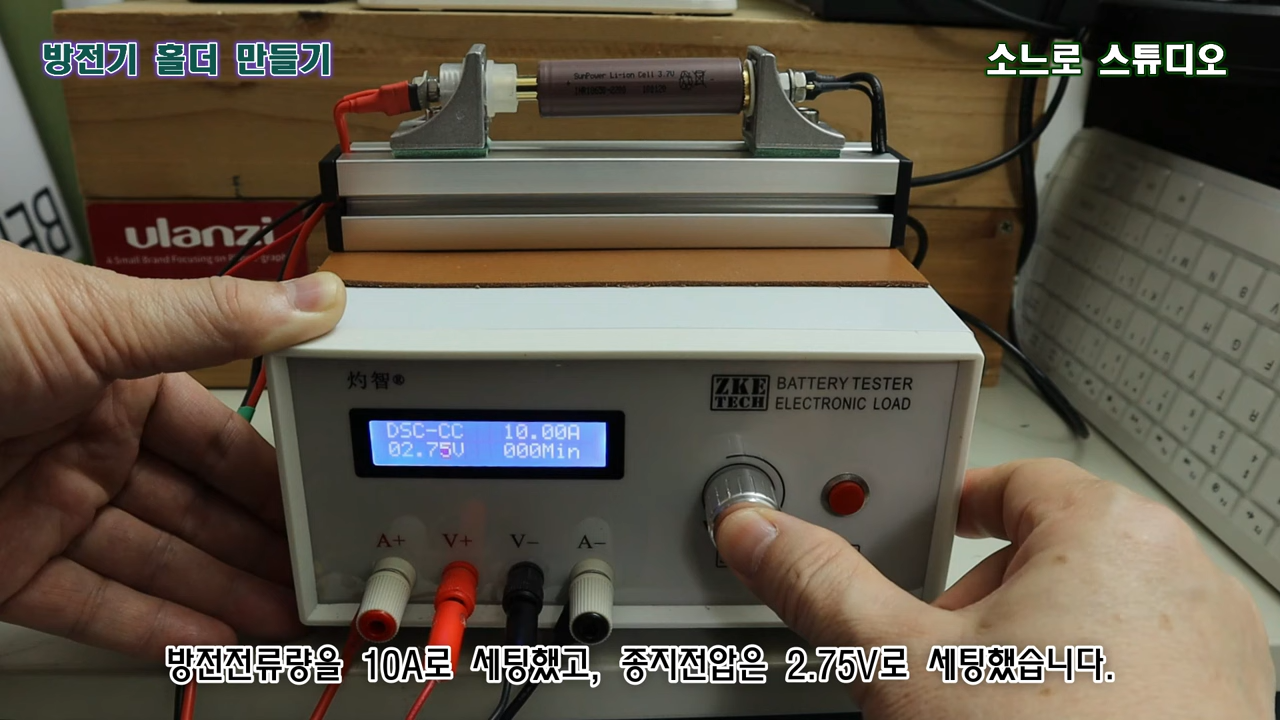 방전기 홀더 만들기
소느로 스튜디오
SunPower Li-ion Cell 3.7V
ulanzi
A Small Brand Focusing on
灼智®
ZKE TECH
BATTERY TESTER
ELECTRONIC LOAD
DSC-CC 10.00A
02.75V 000Min
A+ V+ V- A-
방전전류량을 10A로 세팅했고, 종지전압은 2.75V로 세팅했습니다.